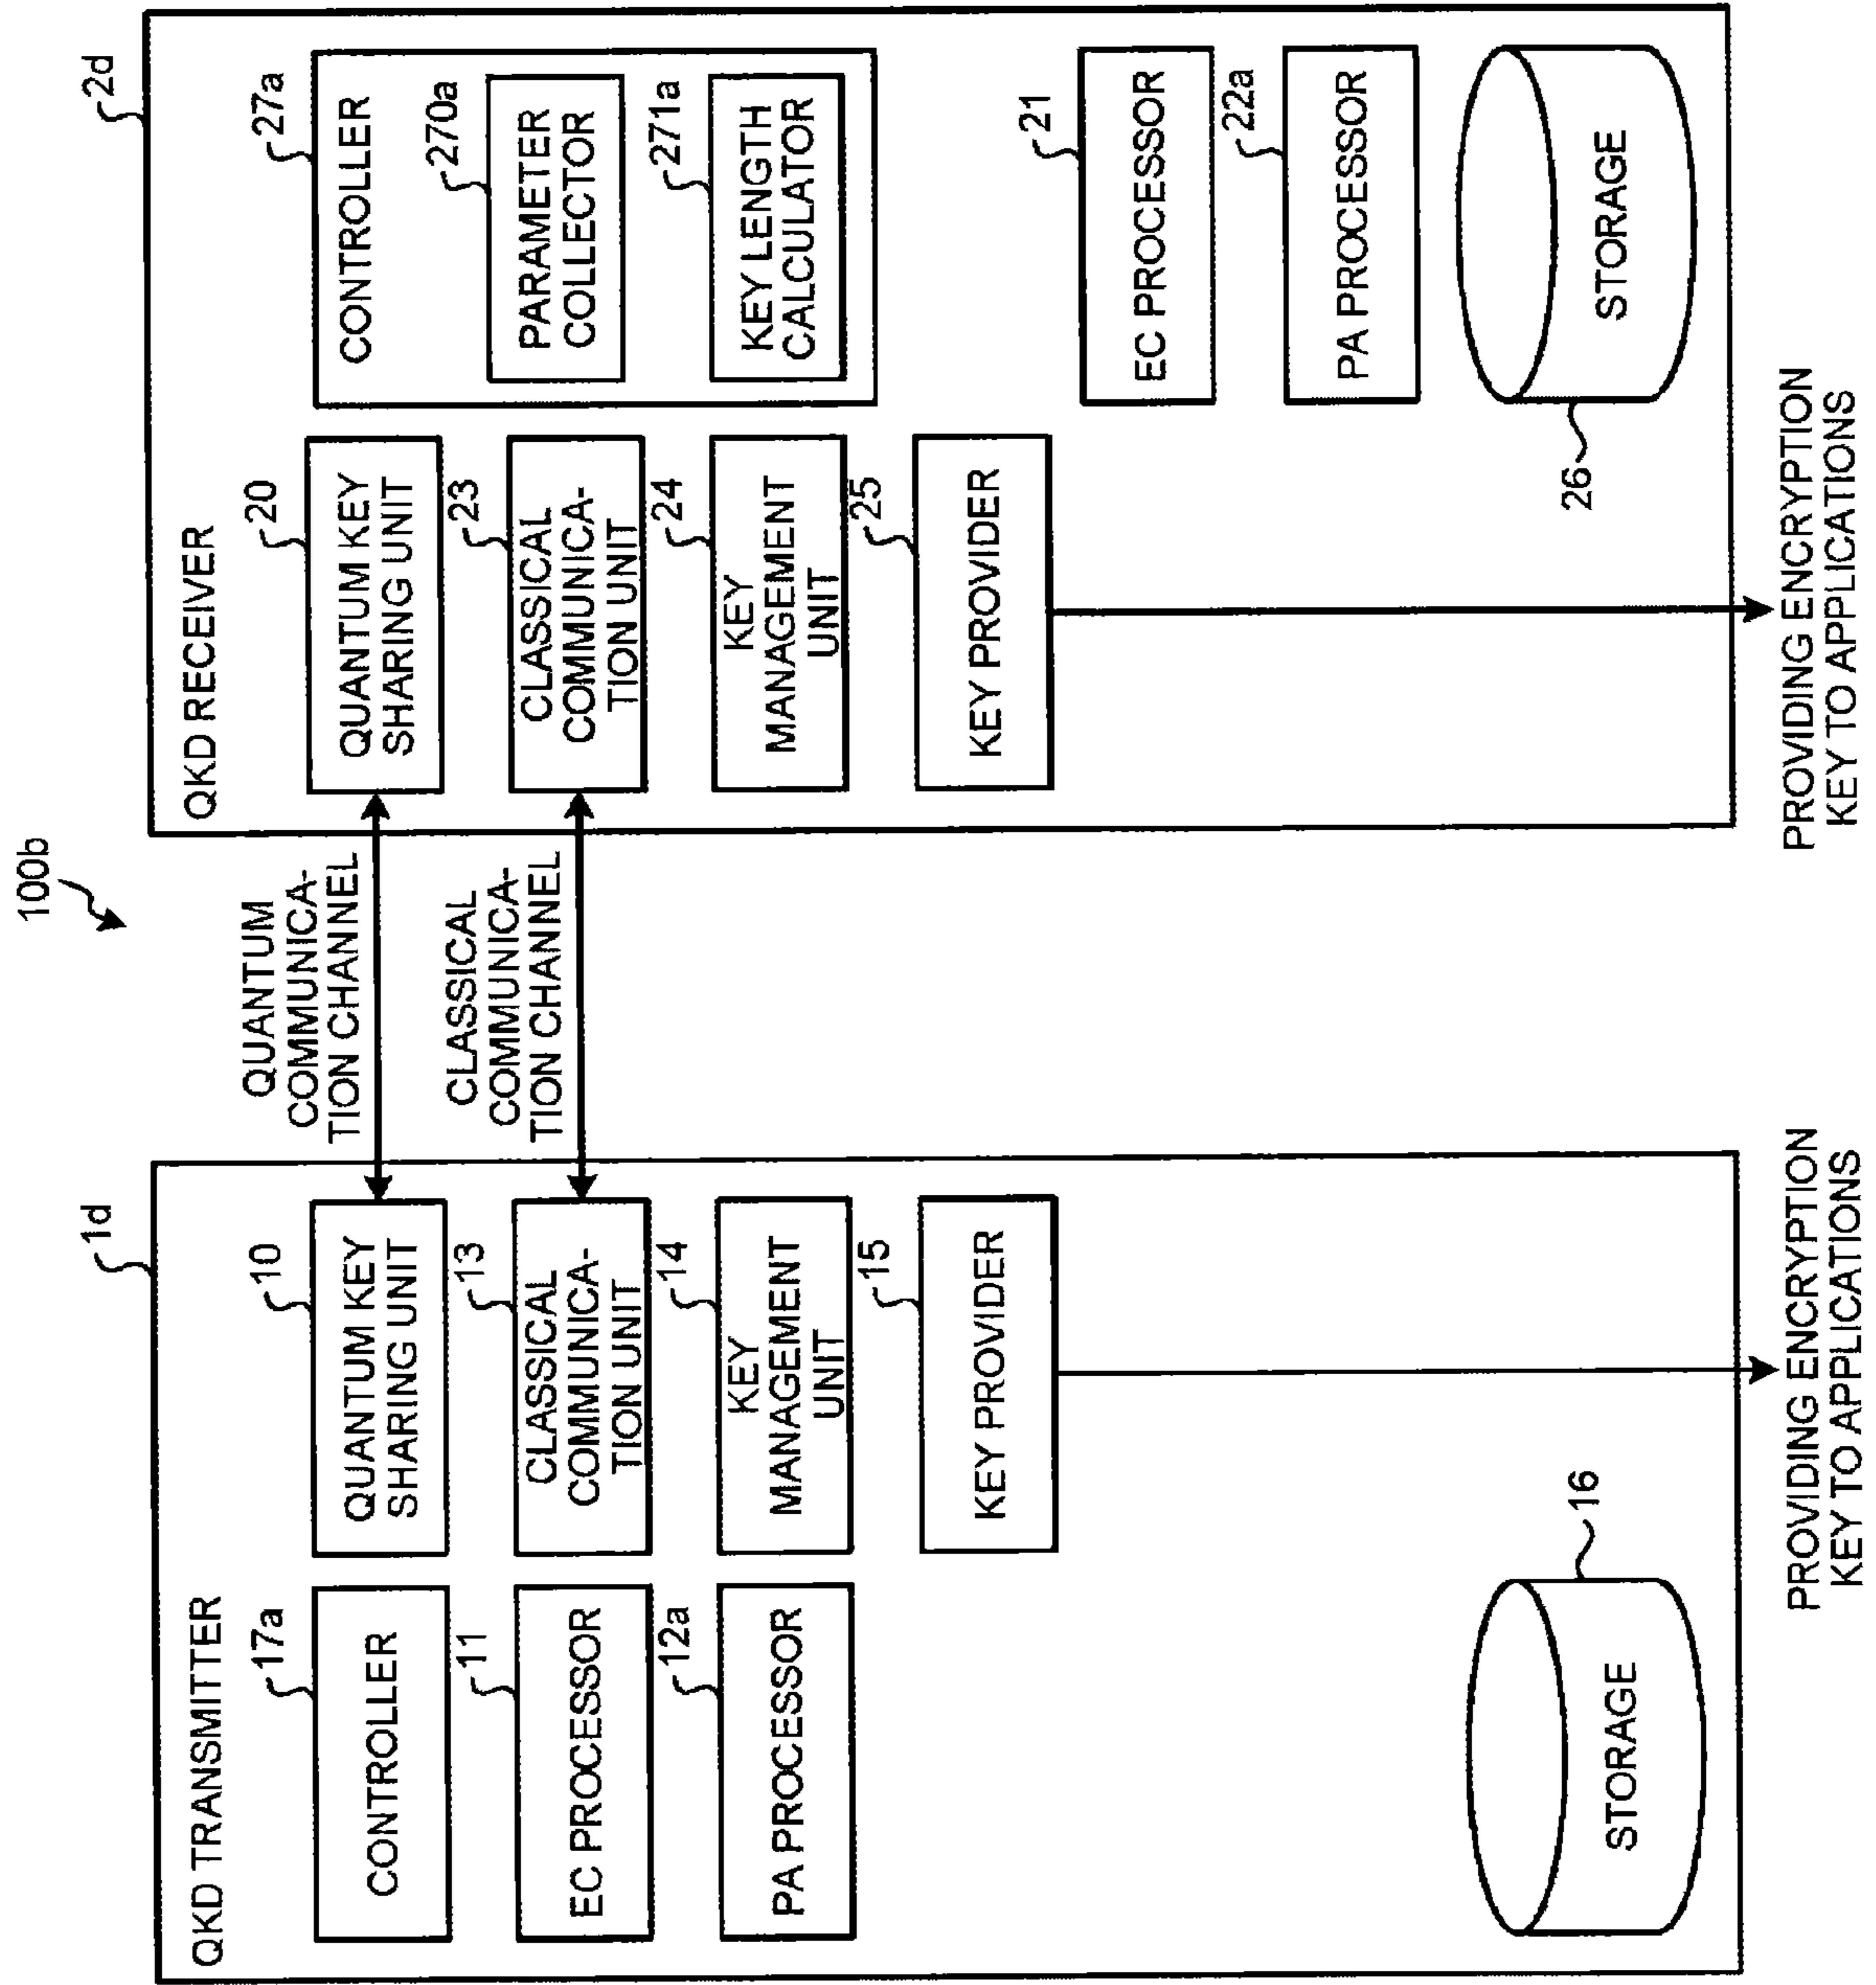 100b
1d
QKD TRANSMITTER
17a
CONTROLLER
11
EC PROCESSOR
12a
PA PROCESSOR
10
QUANTUM KEY
SHARING UNIT
13
CLASSICAL
COMMUNICA-
TION UNIT
14
KEY
MANAGEMENT
UNIT
15
KEY PROVIDER
STORAGE
16
PROVIDING ENCRYPTION
KEY TO APPLICATIONS
QUANTUM
COMMUNICA-
TION CHANNEL
CLASSICAL
COMMUNICA-
TION CHANNEL
2d
QKD RECEIVER
20
QUANTUM KEY
SHARING UNIT
23
CLASSICAL
COMMUNICA-
TION UNIT
24
KEY
MANAGEMENT
UNIT
25
KEY PROVIDER
27a
CONTROLLER
270a
PARAMETER
COLLECTOR
271a
KEY LENGTH
CALCULATOR
21
EC PROCESSOR
22a
PA PROCESSOR
STORAGE
26
PROVIDING ENCRYPTION
KEY TO APPLICATIONS